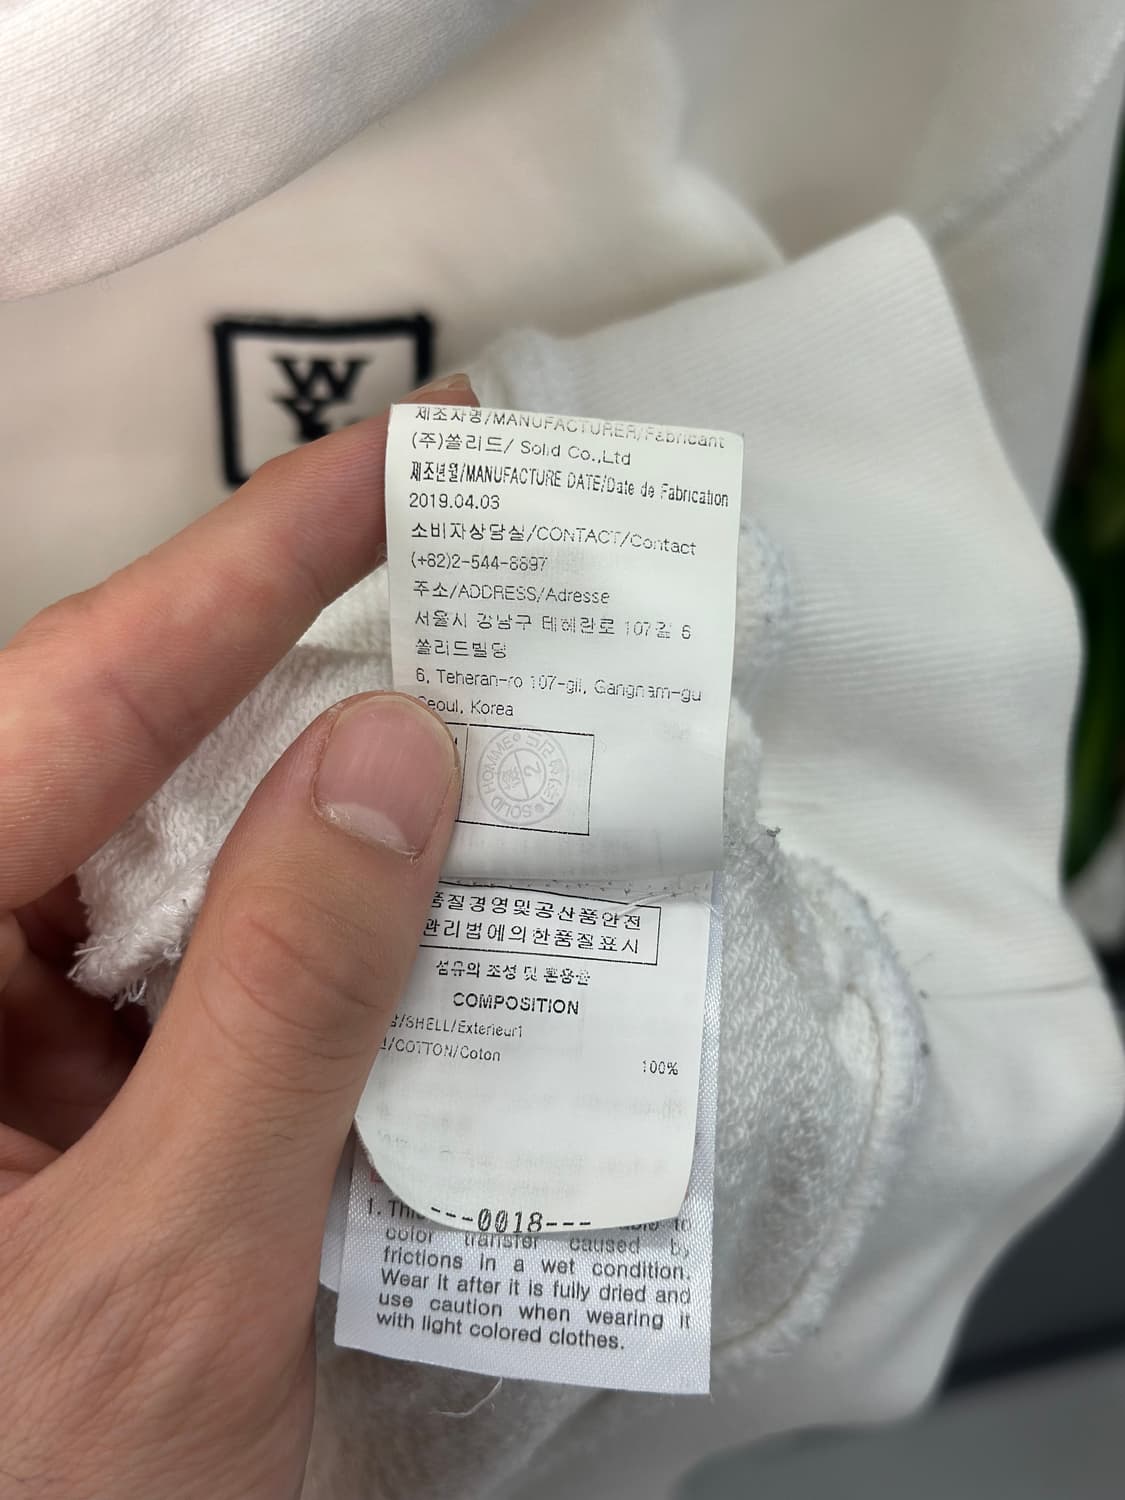 W
제조자명/MANUFACTURER/Fabricant
(주)쏠리드/ Solid Co.,Ltd
제조년월/MANUFACTURE DATE/Date de Fabrication
2019.04.03
소비자상담실/CONTACT/Contact
(+82)2-544-8897
주소/ADDRESS/Adresse
서울시 강남구 테헤란로 107길 6
쏠리드빌딩
6, Teheran-ro 107-gil, Gangnam-gu
Seoul, Korea
SOLID HOMME
2
품질경영및공산품안전
관리법에의한품질표시
섬유의 조성 및 혼용율
COMPOSITION
/SHELL/Exterieur1
/COTTON/Coton
100%
---0018---
1. This to
color transfer caused by
frictions in a wet condition.
Wear it after it is fully dried and
use caution when wearing it
with light colored clothes.